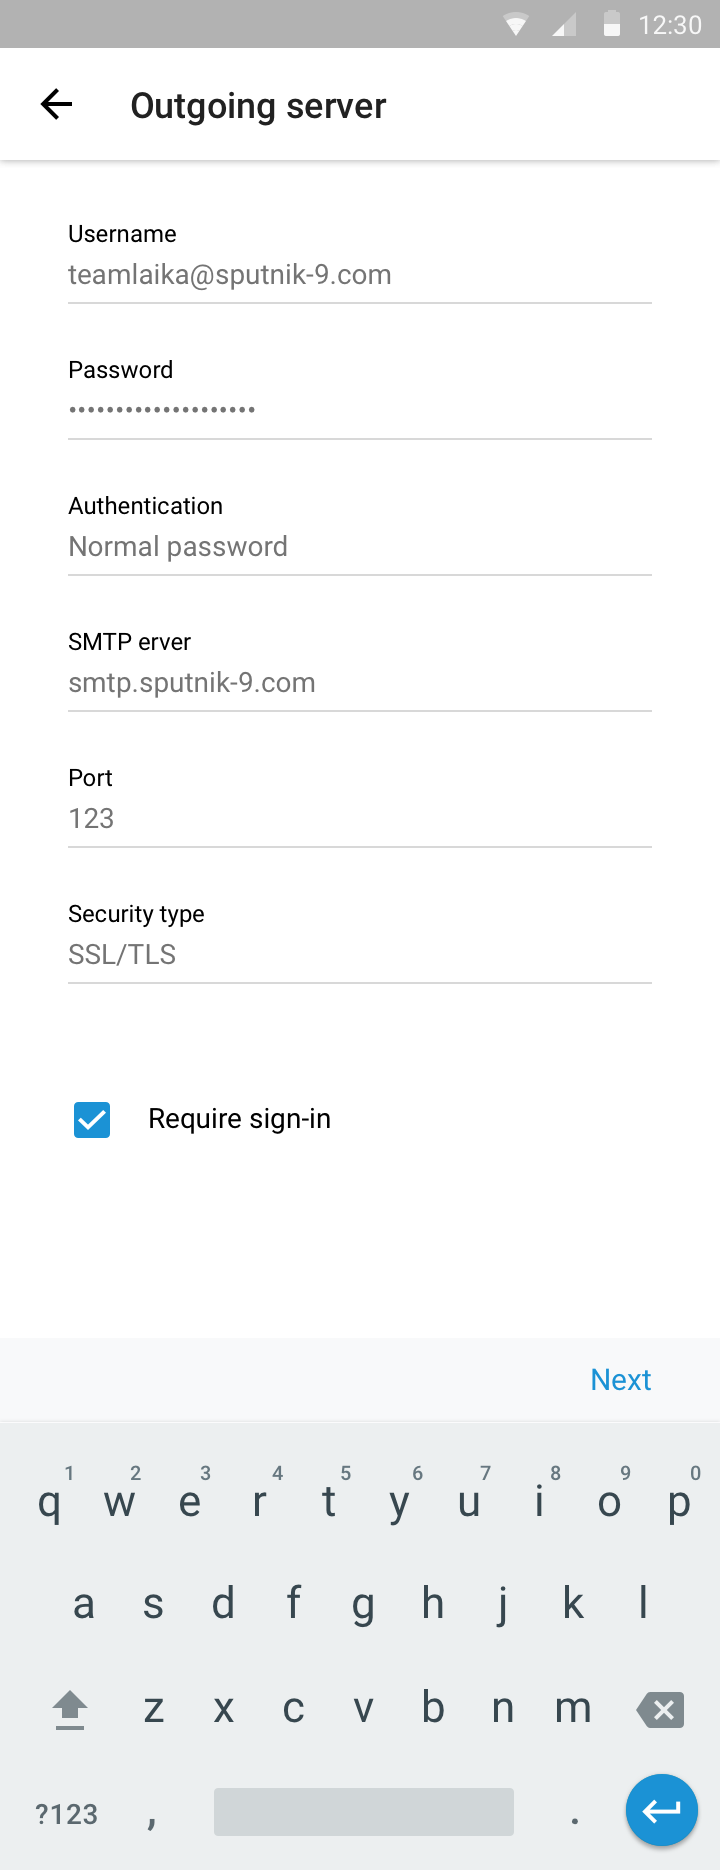 12:30
Outgoing server
Username
teamlaika@sputnik-9.com
Password
••••••••••••••••••••
Authentication
Normal password
SMTP erver
smtp.sputnik-9.com
Port
123
Security type
SSL/TLS
Require sign-in
Next
1 2 3 4 5 6 7 8 9 0
q w e r t y u i o p
a s d f g h j k l
z x c v b n m
?123 , .